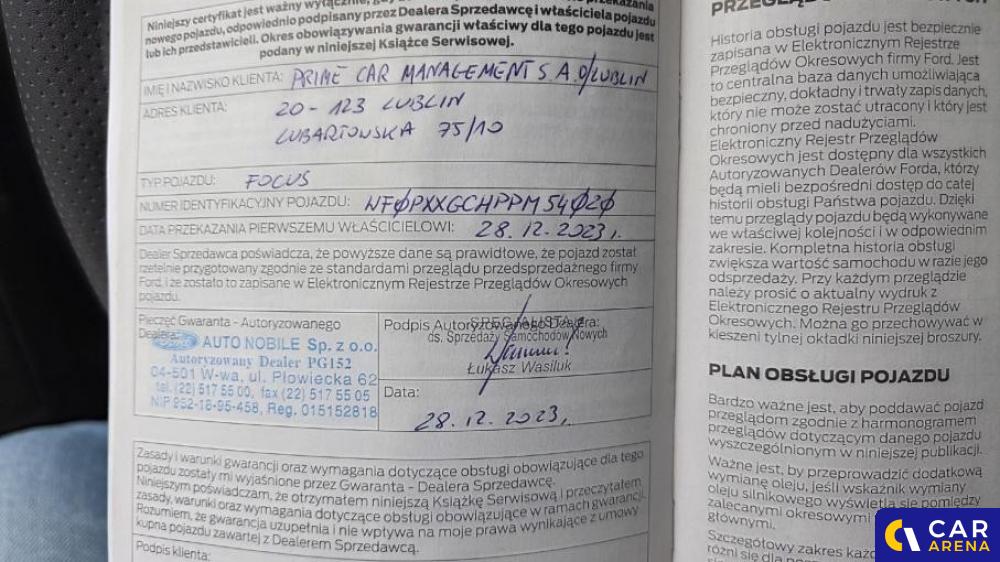 Niniejszy certyfikat jest ważny wyłącznie, gdy
nowego pojazdu, odpowiednio podpisany przez Dealera Sprzedawcę i właściciela pojazdu
lub ich przedstawicieli. Okres obowiązywania gwarancji właściwy dla tego pojazdu jest
podany w niniejszej Książce Serwisowej.
IMIĘ I NAZWISKO KLIENTA: PRIME CAR MANAGEMENT S.A. O/LUBLIN
ADRES KLIENTA: 20-123 LUBLIN
LUBARTOWSKA 75/10
TYP POJAZDU: FOCUS
NUMER IDENTYFIKACYJNY POJAZDU: WFØPXXGCHPPM54Ø2Ø
DATA PRZEKAZANIA PIERWSZEMU WŁAŚCICIELOWI: 28.12.2023r.
Dealer Sprzedawca poświadcza, że powyższe dane są prawidłowe, że pojazd został
rzetelnie przygotowany zgodnie ze standardami przeglądu przedsprzedażnego firmy
Ford, i że zostało to zapisane w Elektronicznym Rejestrze Przeglądów Okresowych
pojazdu.
Pieczęć Gwaranta - Autoryzowanego
Dealera:
AUTO NOBILE Sp. z o.o.
Autoryzowany Dealer PG152
04-501 W-wa, ul. Płowiecka 62
tel. (22) 517 55 00, fax (22) 517 55 05
NIP 952-18-95-458, Reg. 015152818
Podpis Autoryzowanego Dealera:
SPECJALISTA
ds. Sprzedaży Samochodów Nowych
Łukasz Wasiluk
Data:
28.12.2023r.
Zasady i warunki gwarancji oraz wymagania dotyczące obsługi obowiązujące dla tego
pojazdu zostały mi wyjaśnione przez Gwaranta - Dealera Sprzedawcę.
Niniejszym poświadczam, że otrzymałem niniejszą Książkę Serwisową i przeczytałem
zasady, warunki oraz wymagania dotyczące obsługi obowiązujące w ramach gwarancji.
Rozumiem, że gwarancja uzupełnia i nie wpływa na moje prawa wynikające z umowy
kupna pojazdu zawartej z Dealerem Sprzedawcą.
Podpis klienta:
Historia obsługi pojazdu jest bezpiecznie
zapisana w Elektronicznym Rejestrze
Przeglądów Okresowych firmy Ford. Jest
to centralna baza danych umożliwiająca
bezpieczny, dokładny i trwały zapis danych,
który nie może zostać utracony i który jest
chroniony przed nadużyciami.
Elektroniczny Rejestr Przeglądów
Okresowych jest dostępny dla wszystkich
Autoryzowanych Dealerów Forda, którzy
będą mieli bezpośredni dostęp do całej
historii obsługi Państwa pojazdu. Dzięki
temu przeglądy pojazdu będą wykonywane
we właściwej kolejności i w odpowiednim
zakresie. Kompletna historia obsługi
zwiększa wartość samochodu w razie jego
odsprzedaży. Przy każdym przeglądzie
należy prosić o aktualny wydruk z
Elektronicznego Rejestru Przeglądów
Okresowych. Można go przechowywać w
kieszeni tylnej okładki niniejszej broszury.
PLAN OBSŁUGI POJAZDU
Bardzo ważne jest, aby poddawać pojazd
przeglądom zgodnie z harmonogramem
przeglądów dotyczącym danego pojazdu
wyszczególnionym w niniejszej publikacji.
Ważne jest, by przeprowadzić dodatkową
wymianę oleju, jeśli wskaźnik wymiany
oleju silnikowego wyświetla się pomiędzy
zalecanymi okresowymi
głównymi.
Szczegółowy zakres
różni się dla
CAR
ARENA